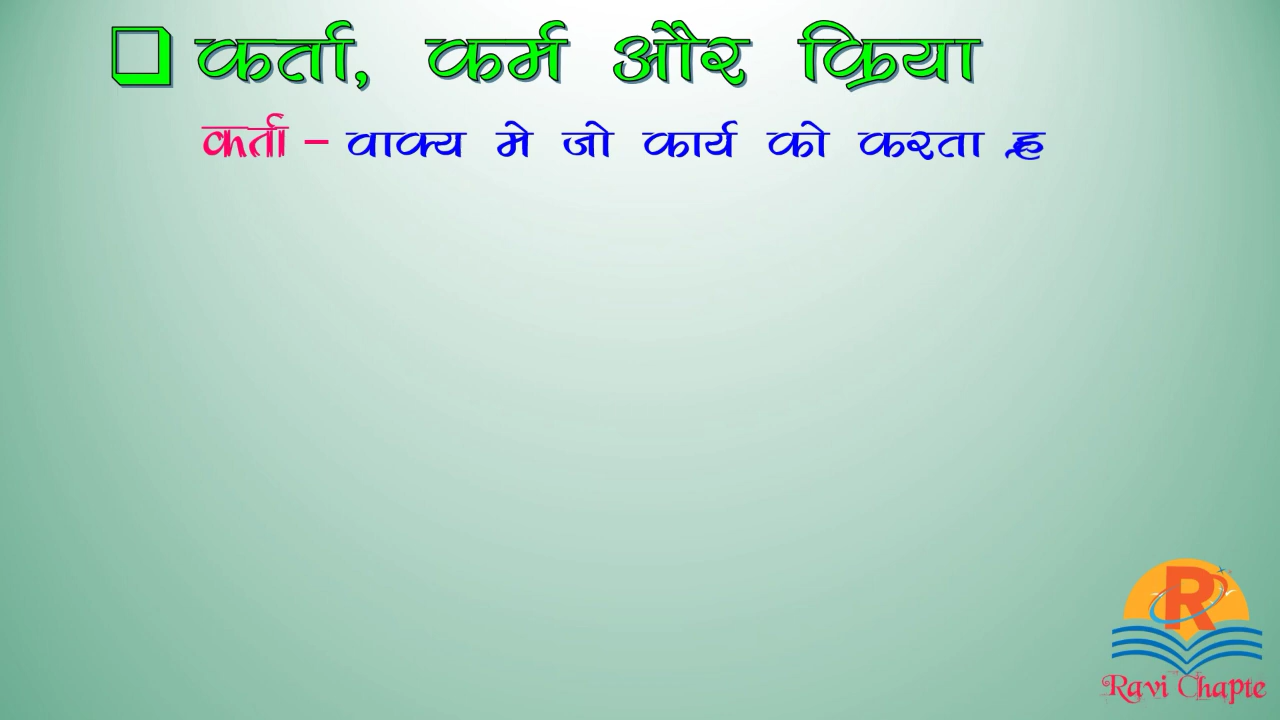 ❑ कर्ता, कर्म और क्रिया
कर्ता – वाक्य मे जो कार्य को करता ह
R
Ravi Chapte